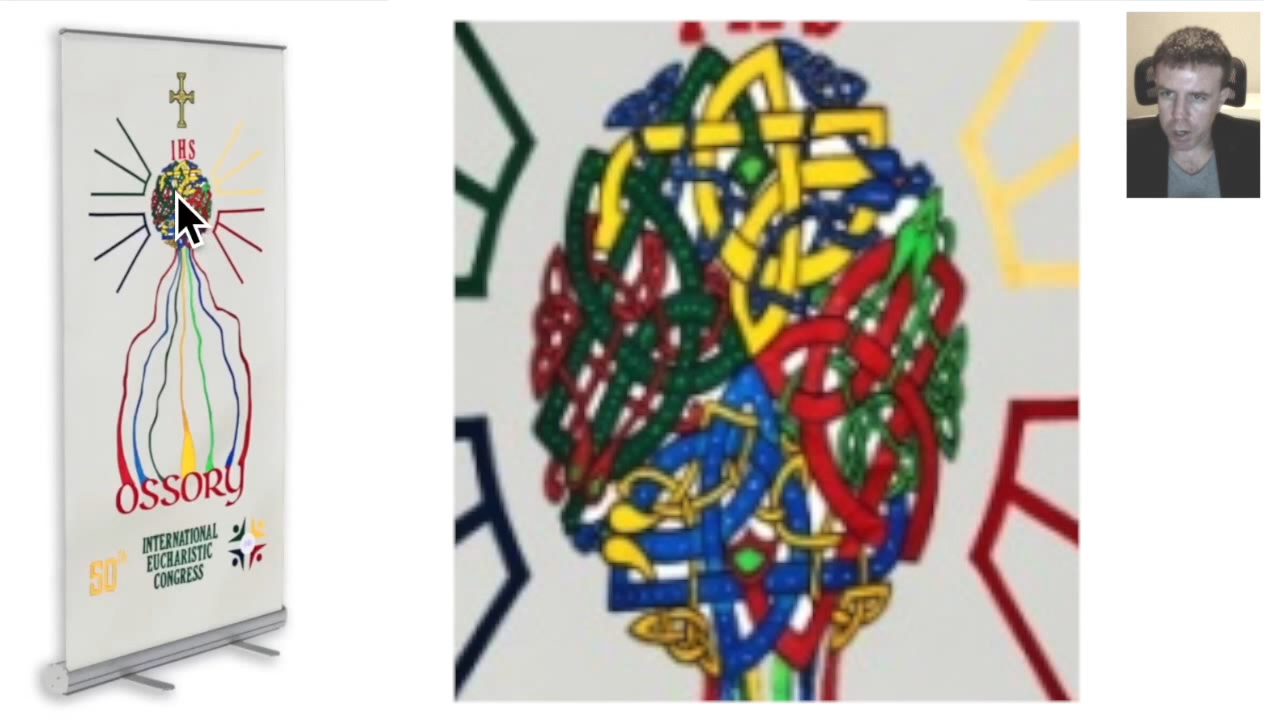 IHS
OSSORY
50th
INTERNATIONAL
EUCHARISTIC
CONGRESS